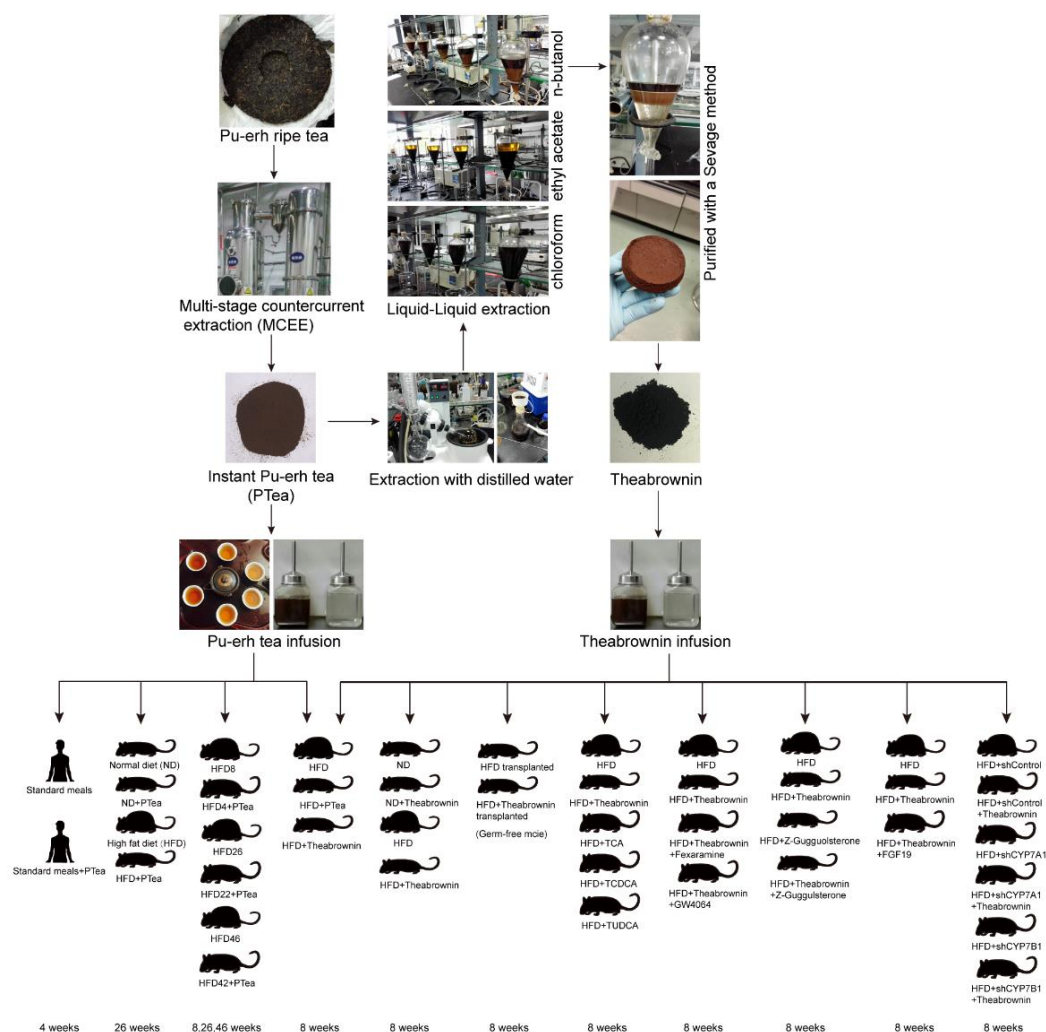 Pu-erh ripe tea
Multi-stage countercurrent
extraction (MCEE)
Instant Pu-erh tea
(PTea)
Extraction with distilled water
Liquid-Liquid extraction
chloroform
ethyl acetate
n-butanol
Purified with a Sevage method
Theabrownin
Pu-erh tea infusion
Theabrownin infusion
Standard meals
Standard meals+PTea
4 weeks
Normal diet (ND)
ND+PTea
High fat diet (HFD)
HFD+PTea
26 weeks
HFD8
HFD4+PTea
HFD26
HFD22+PTea
HFD46
HFD42+PTea
8,26,46 weeks
HFD
HFD+PTea
HFD+Theabrownin
8 weeks
ND
ND+Theabrownin
HFD
HFD+Theabrownin
8 weeks
HFD transplanted
HFD+Theabrownin
transplanted
(Germ-free mcie)
8 weeks
HFD
HFD+Theabrownin
HFD+TCA
HFD+TCDCA
HFD+TUDCA
8 weeks
HFD
HFD+Theabrownin
HFD+Theabrownin
+Fexaramine
HFD+Theabrownin
+GW4064
8 weeks
HFD
HFD+Theabrownin
HFD+Z-Guggulsterone
HFD+Theabrownin
+Z-Guggulsterone
8 weeks
HFD
HFD+Theabrownin
HFD+Theabrownin
+FGF19
8 weeks
HFD+shControl
HFD+shControl
+Theabrownin
HFD+shCYP7A1
HFD+shCYP7A1
+Theabrownin
HFD+shCYP7B1
HFD+shCYP7B1
+Theabrownin
8 weeks